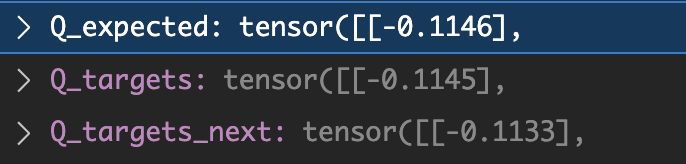 > Q_expected: tensor([[-0.1146],
> Q_targets: tensor([[-0.1145],
> Q_targets_next: tensor([[-0.1133],